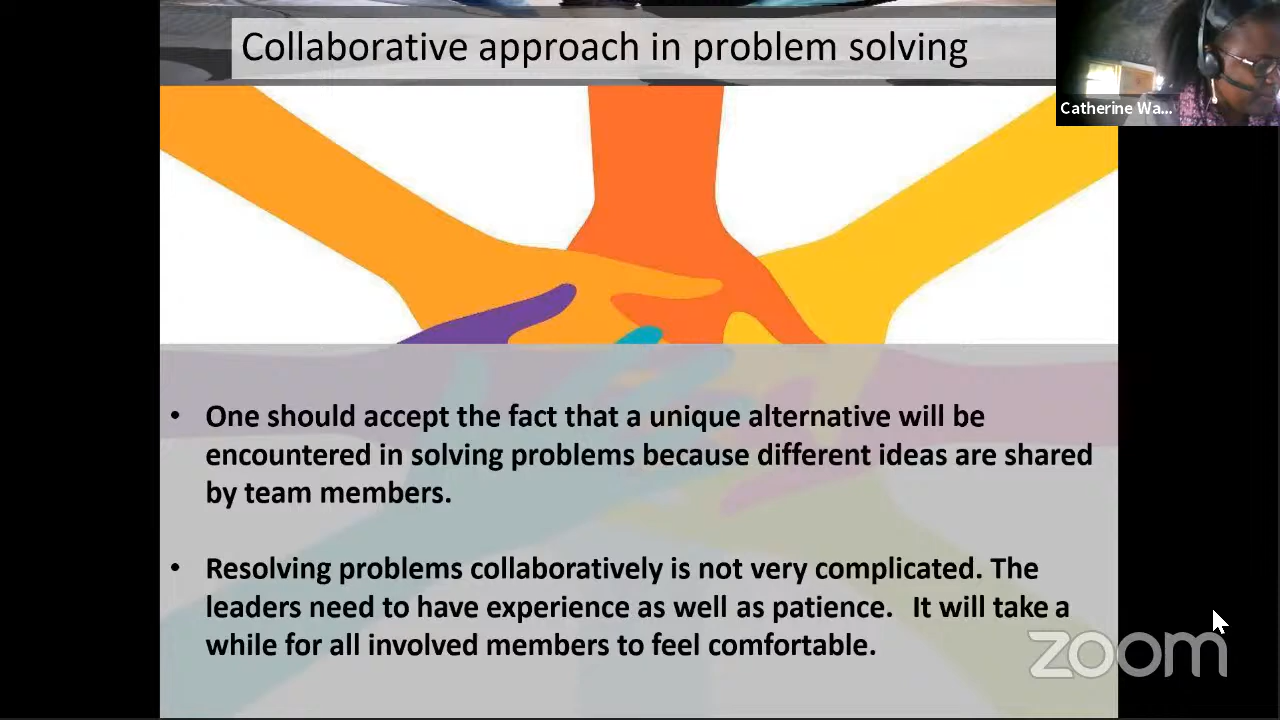 Collaborative approach in problem solving
Catherine Wa...
• One should accept the fact that a unique alternative will be
encountered in solving problems because different ideas are shared
by team members.
• Resolving problems collaboratively is not very complicated. The
leaders need to have experience as well as patience. It will take a
while for all involved members to feel comfortable.
zoom